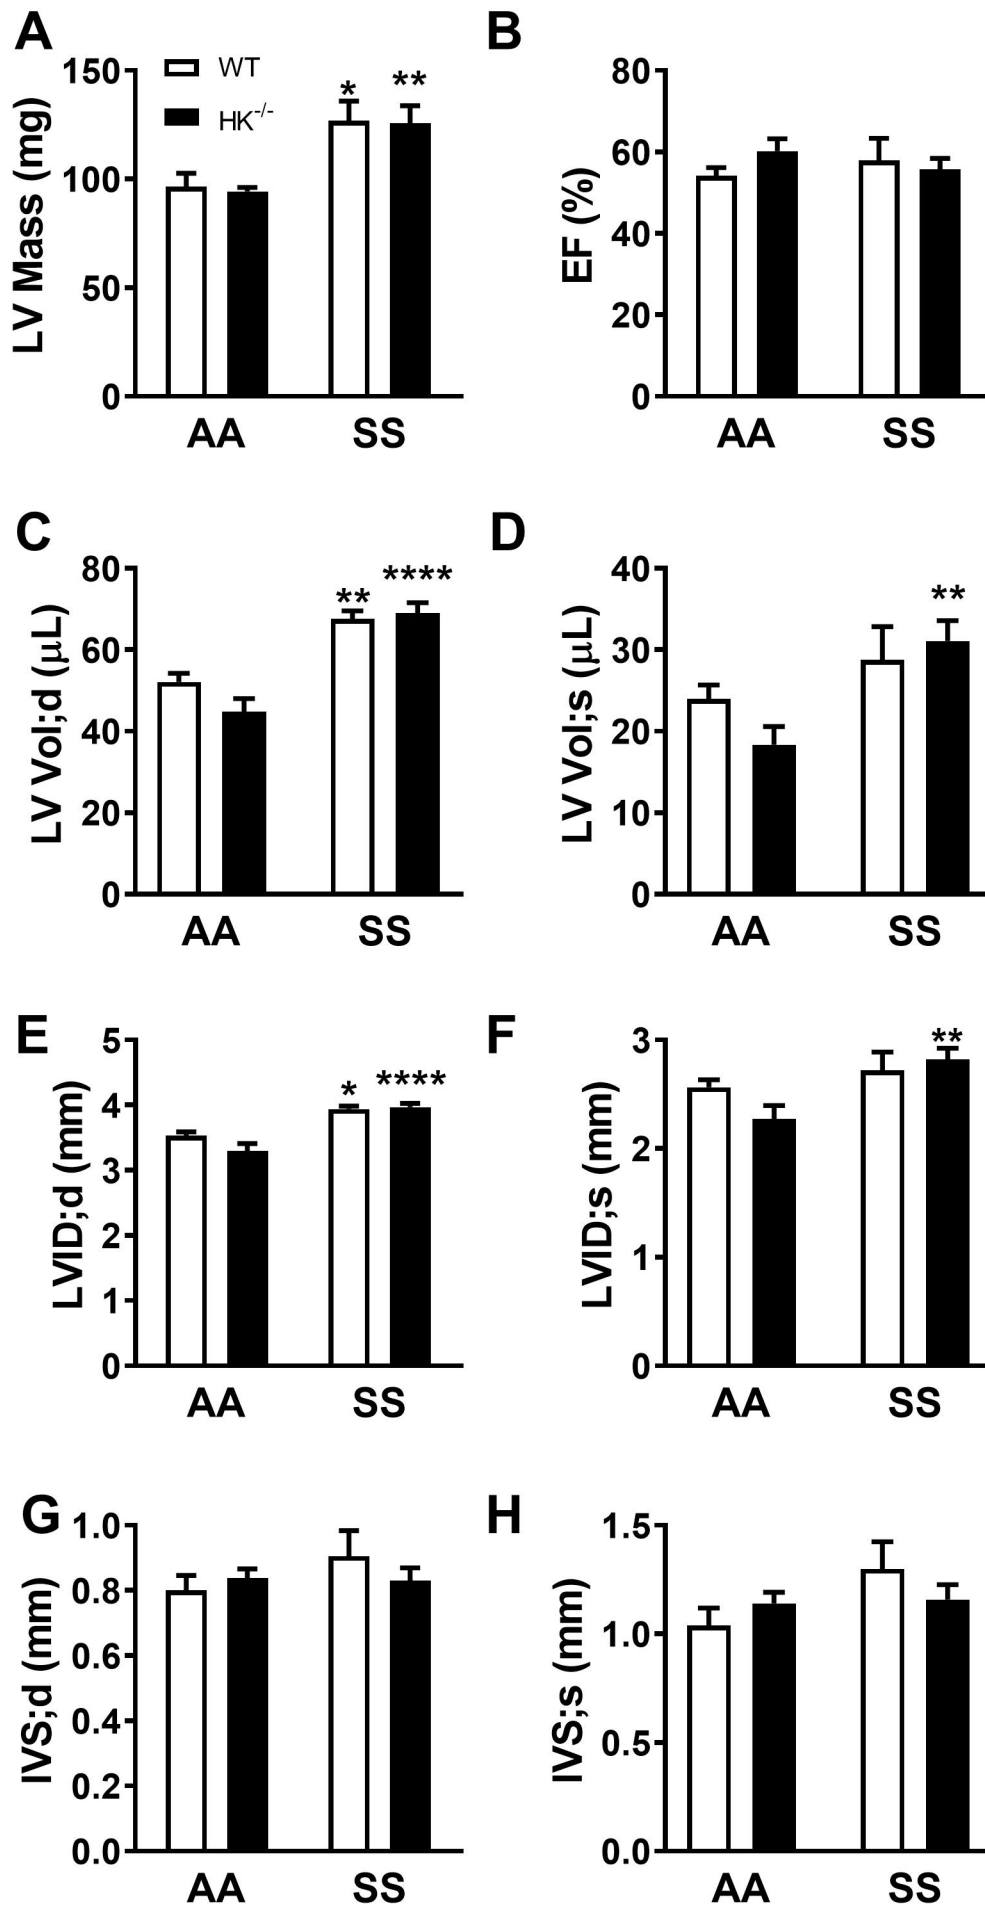 A
LV Mass (mg)
150
100
50
0
WT
HK-/-
*
**
AA
SS
B
EF (%)
80
60
40
20
0
AA
SS
C
LV Vol;d (µL)
80
60
40
20
0
**
****
AA
SS
D
LV Vol;s (µL)
40
30
20
10
0
**
AA
SS
E
LVID;d (mm)
5
4
3
2
1
0
*
****
AA
SS
F
LVID;s (mm)
3
2
1
0
**
AA
SS
G
IVS;d (mm)
1.0
0.8
0.6
0.4
0.2
0.0
AA
SS
H
IVS;s (mm)
1.5
1.0
0.5
0.0
AA
SS